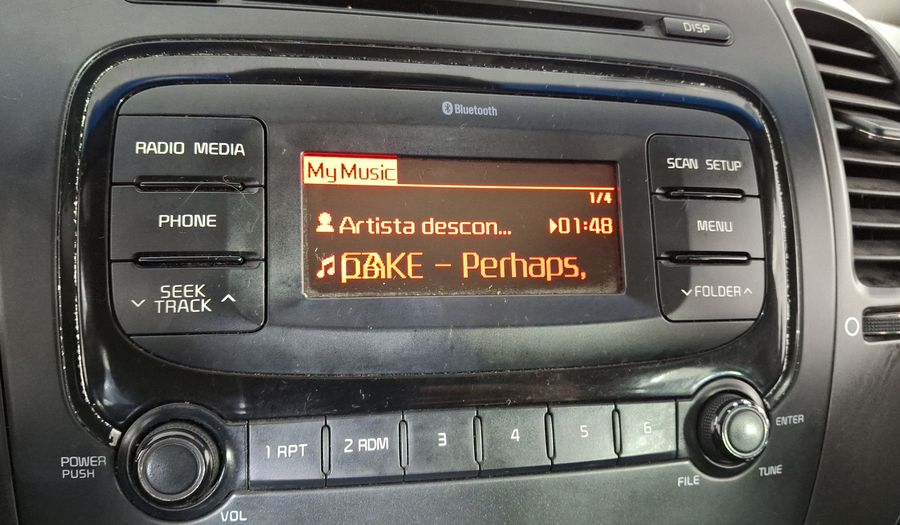 DISP
Bluetooth
RADIO MEDIA
PHONE
SEEK
TRACK
My Music
1/4
Artista descon... 01:48
CAKE - Perhaps,
SCAN SETUP
MENU
FOLDER
POWER
PUSH
VOL
1 RPT
2 RDM
3
4
5
6
FILE
TUNE
ENTER